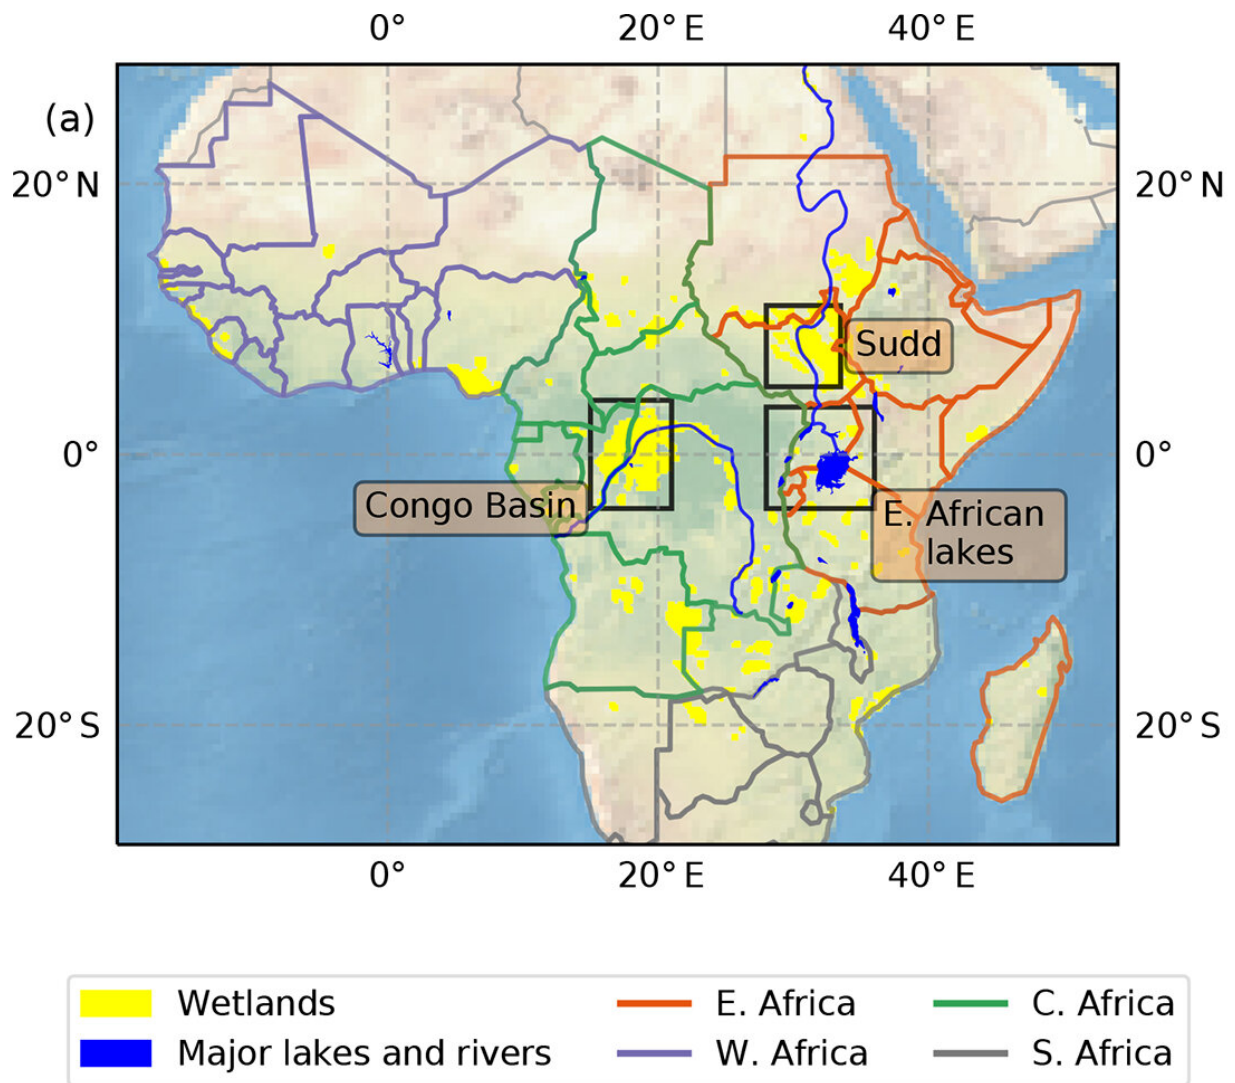 0° 20° E 40° E
(a)
20° N 20° N
Sudd
0° 0°
Congo Basin
E. African
lakes
20° S 20° S
0° 20° E 40° E
Wetlands E. Africa C. Africa
Major lakes and rivers W. Africa S. Africa